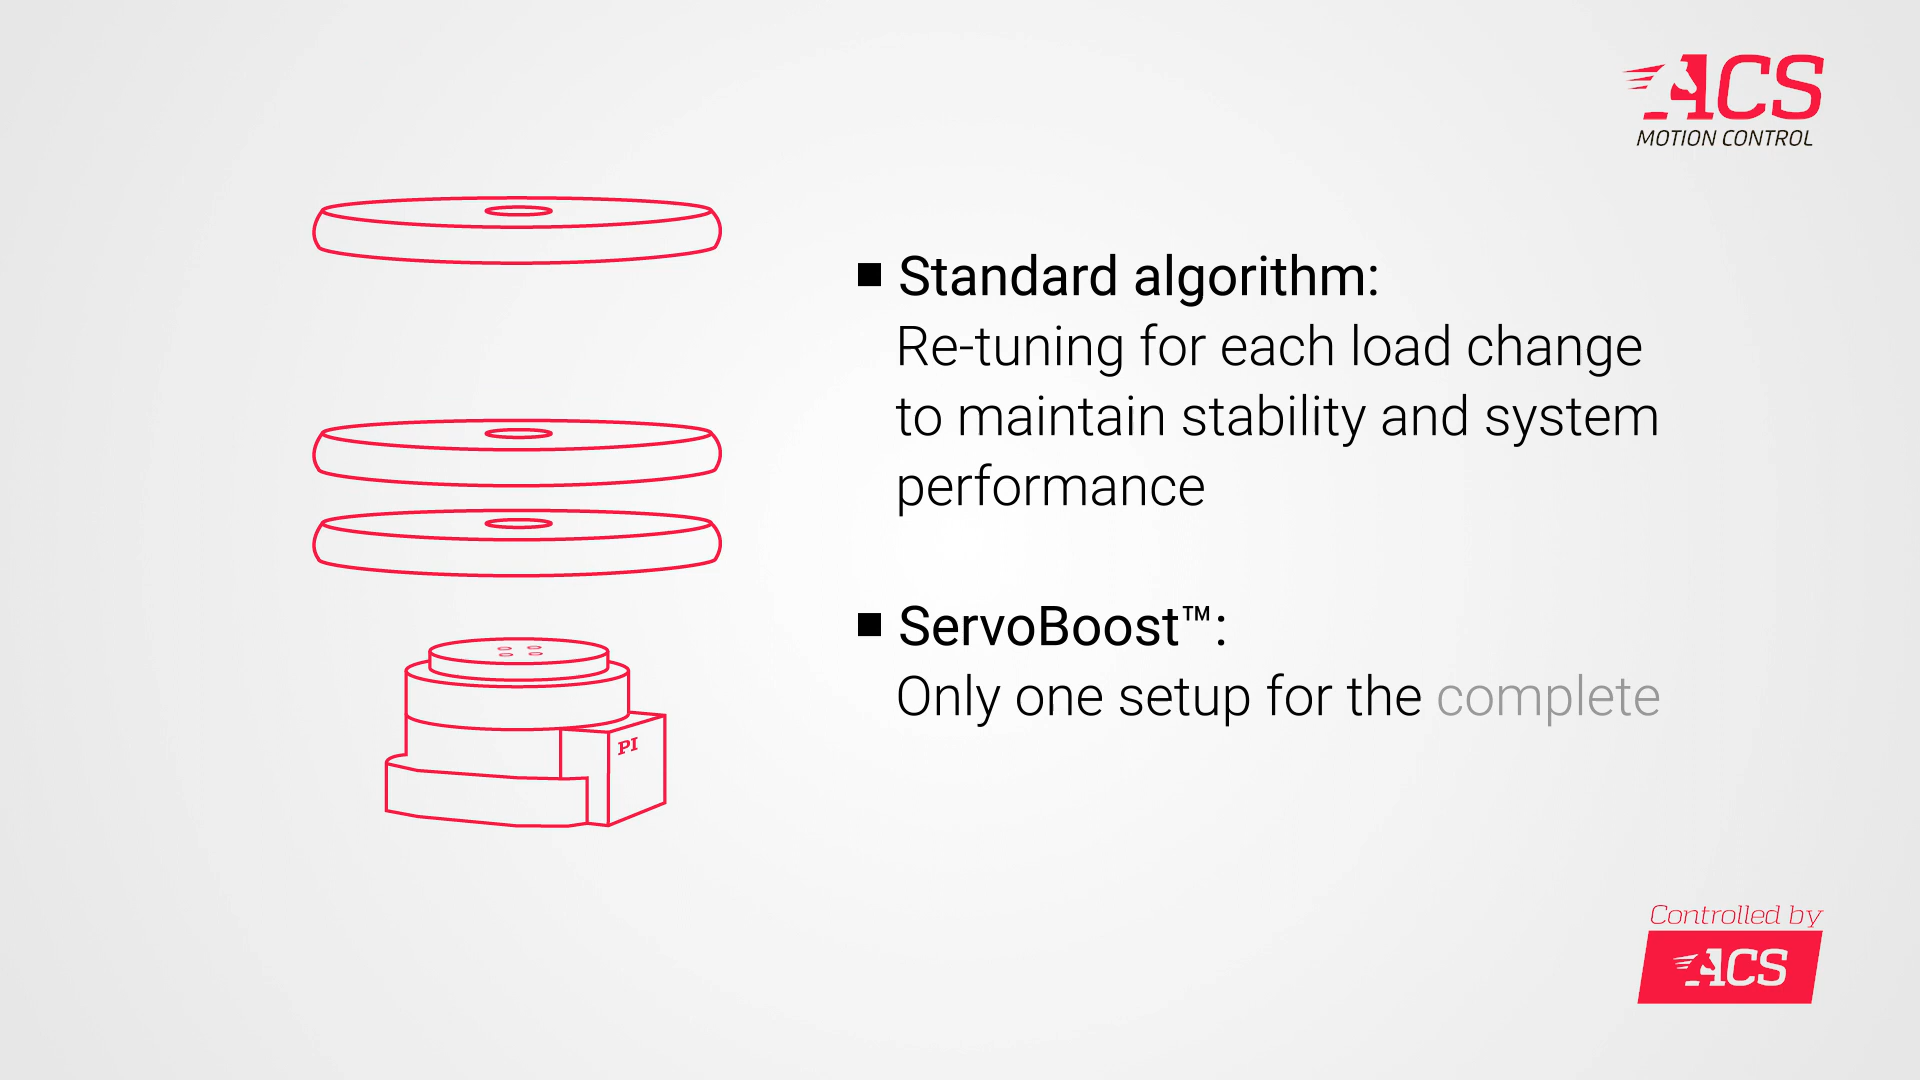 ACS
MOTION CONTROL
■ Standard algorithm:
Re-tuning for each load change
to maintain stability and system
performance
■ ServoBoost™:
Only one setup for the complete
PI
Controlled by
ACS